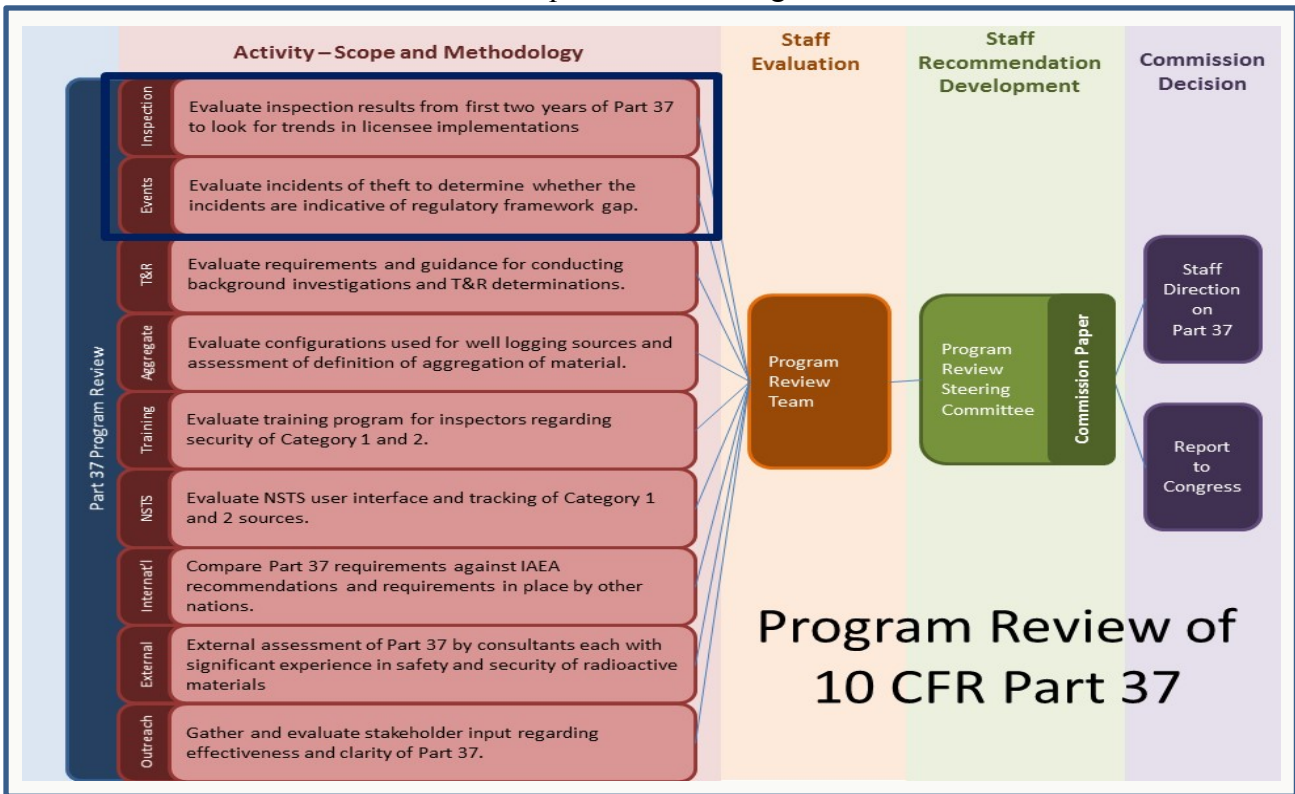 Activity – Scope and Methodology
Staff
Evaluation
Staff
Recommendation
Development
Commission
Decision
Part 37 Program Review
Inspection
Evaluate inspection results from first two years of Part 37
to look for trends in licensee implementations
Events
Evaluate incidents of theft to determine whether the
incidents are indicative of regulatory framework gap.
T&R
Evaluate requirements and guidance for conducting
background investigations and T&R determinations.
Aggregate
Evaluate configurations used for well logging sources and
assessment of definition of aggregation of material.
Training
Evaluate training program for inspectors regarding
security of Category 1 and 2.
NSTS
Evaluate NSTS user interface and tracking of Category 1
and 2 sources.
Internat'l
Compare Part 37 requirements against IAEA
recommendations and requirements in place by other
nations.
External
External assessment of Part 37 by consultants each with
significant experience in safety and security of radioactive
materials
Outreach
Gather and evaluate stakeholder input regarding
effectiveness and clarity of Part 37.
Program
Review
Team
Program
Review
Steering
Committee
Commission Paper
Staff
Direction
on
Part 37
Report
to
Congress
Program Review of
10 CFR Part 37